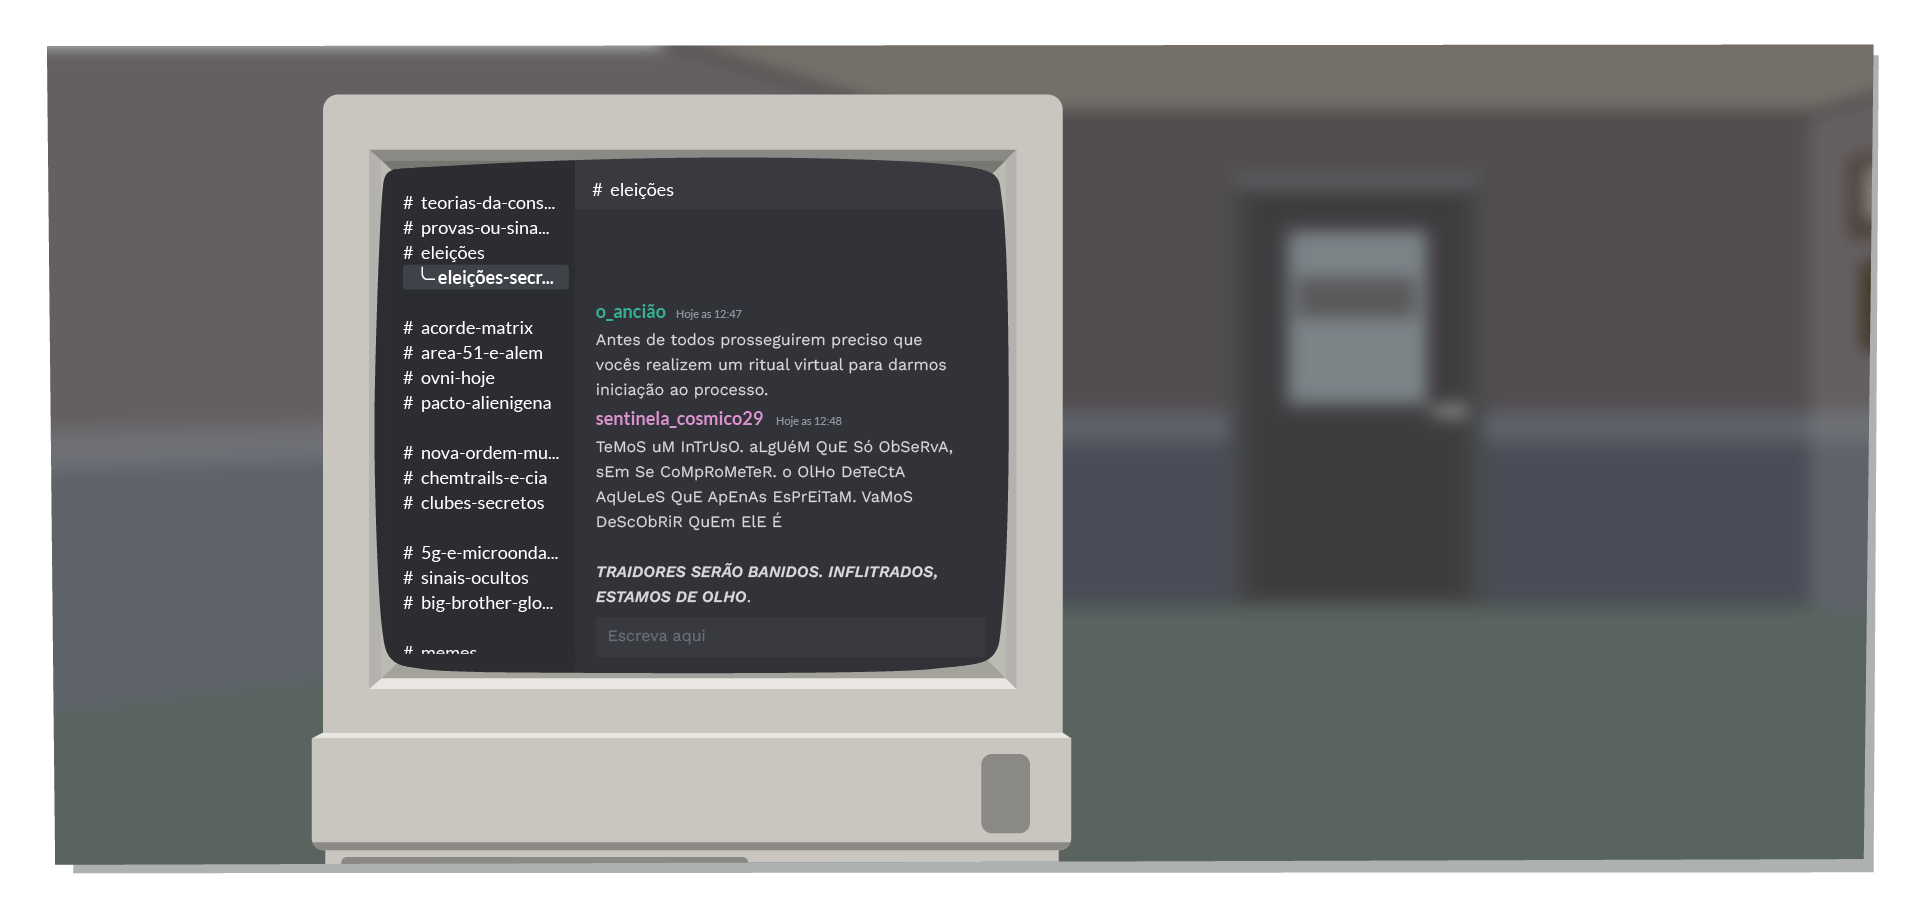 # teorias-da-cons...
# provas-ou-sina...
# eleições
eleições-secr...
# acorde-matrix
# area-51-e-alem
# ovni-hoje
# pacto-alienigena
# nova-ordem-mu...
# chemtrails-e-cia
# clubes-secretos
# 5g-e-microonda...
# sinais-ocultos
# big-brother-glo...
# memes
# eleições
o_ancião Hoje as 12:47
Antes de todos prosseguirem preciso que
vocês realizem um ritual virtual para darmos
iniciação ao processo.
sentinela_cosmico29 Hoje as 12:48
TeMoS uM InTrUsO. aLgUéM QuE Só ObSeRvA,
sEm Se CoMpRoMeTeR. o OlHo DeTeCtA
AqUeLeS QuE ApEnAs EsPrEiTaM. VaMoS
DeScObRiR QuEm ElE É
TRAIDORES SERÃO BANIDOS. INFLITRADOS,
ESTAMOS DE OLHO.
Escreva aqui